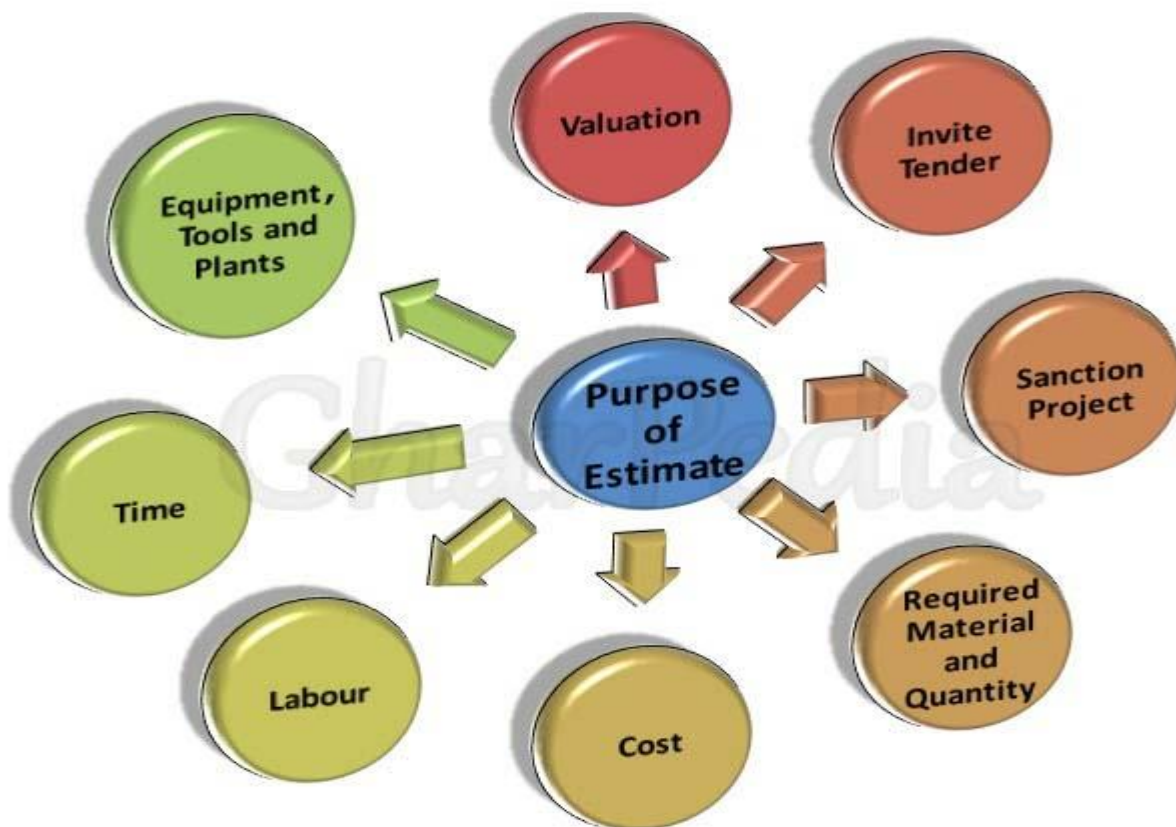 Valuation
Invite
Tender
Equipment,
Tools and
Plants
Sanction
Project
Purpose
of
Estimate
Time
Required
Material
and
Quantity
Labour
Cost
GharPedia